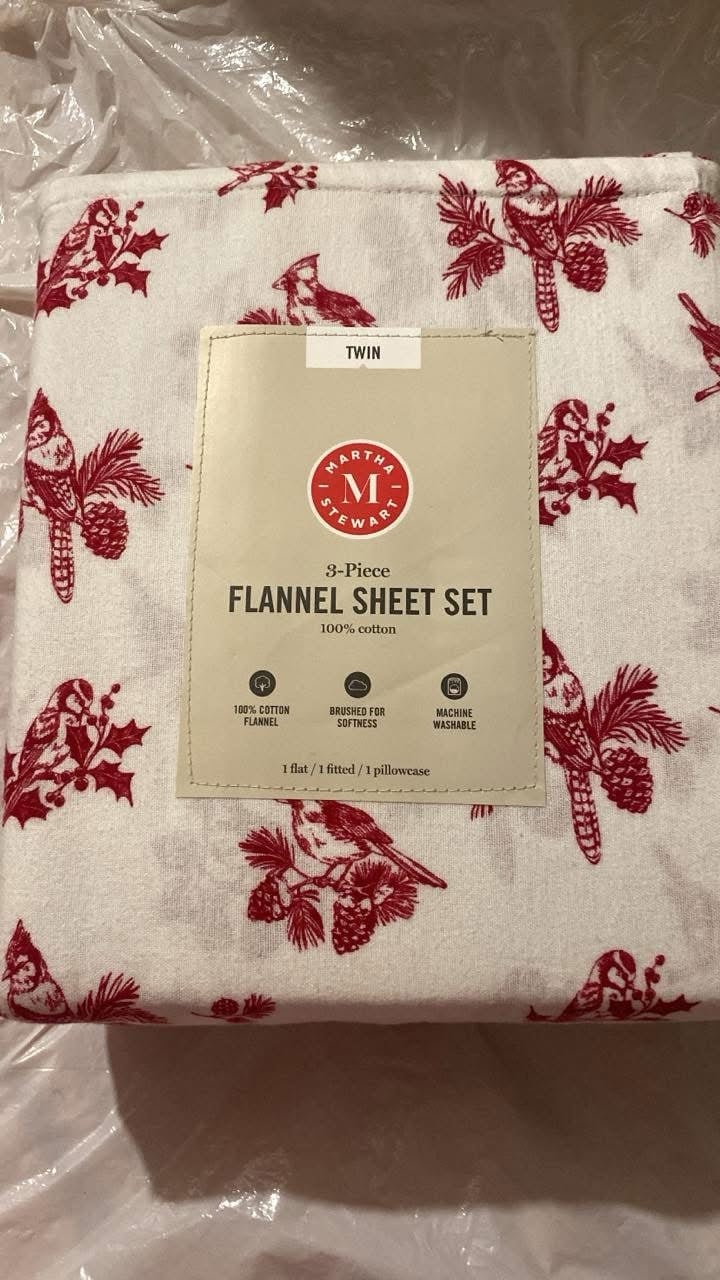 TWIN
MARTHA
M
STEWART
3-Piece
FLANNEL SHEET SET
100% cotton
100% COTTON
FLANNEL
BRUSHED FOR
SOFTNESS
MACHINE
WASHABLE
1 flat / 1 fitted / 1 pillowcase